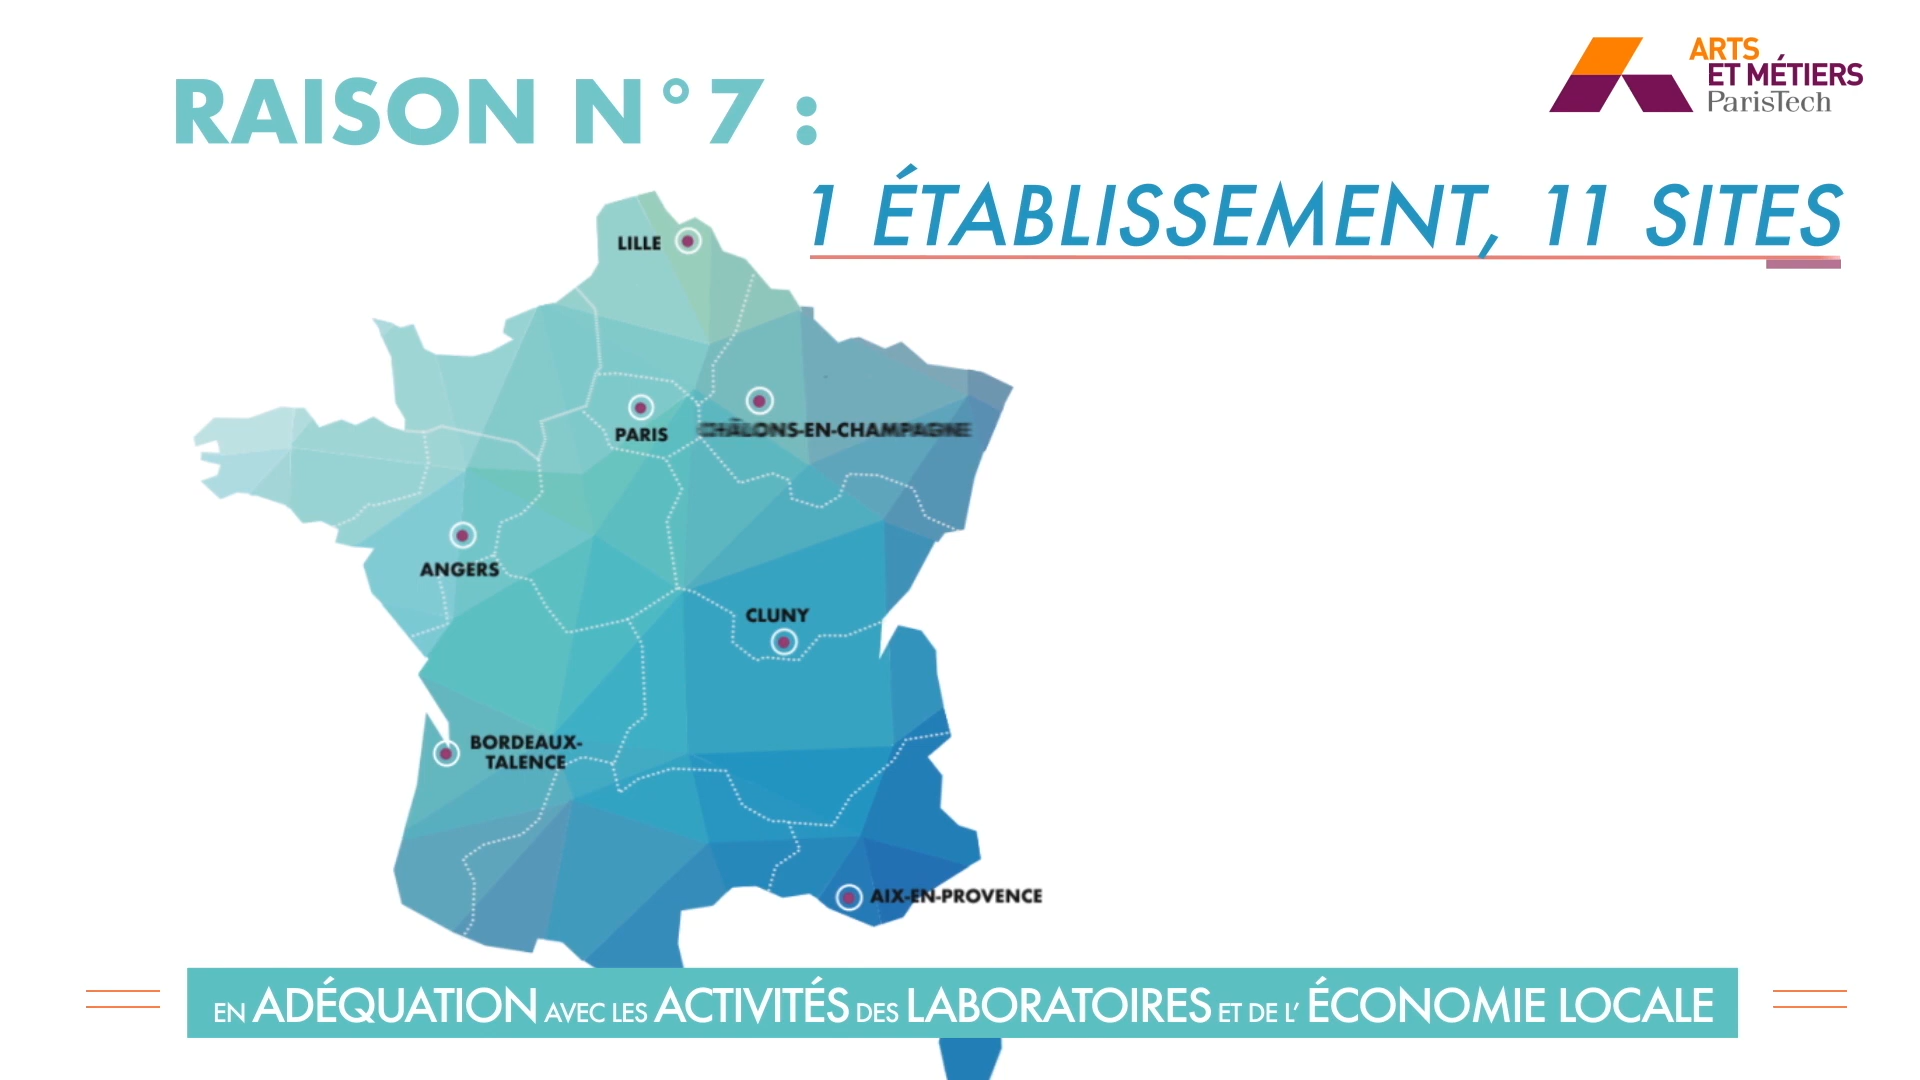 ARTS
ET MÉTIERS
ParisTech
RAISON N°7 :
1 ÉTABLISSEMENT, 11 SITES
LILLE
PARIS
CHÂLONS-EN-CHAMPAGNE
ANGERS
CLUNY
BORDEAUX-
TALENCE
AIX-EN-PROVENCE
EN ADÉQUATION AVEC LES ACTIVITÉS DES LABORATOIRES ET DE L' ÉCONOMIE LOCALE